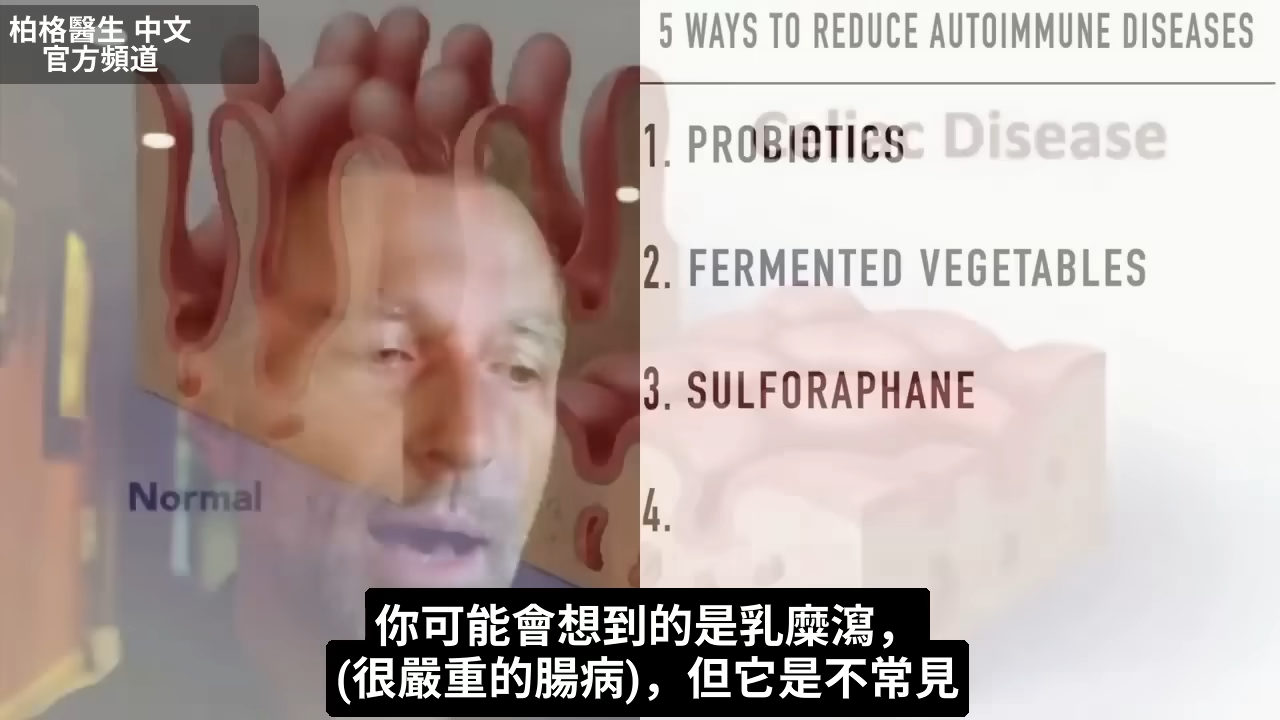 柏格醫生 中文
官方頻道
5 WAYS TO REDUCE AUTOIMMUNE DISEASES
Celiac Disease
1. PROBIOTICS
2. FERMENTED VEGETABLES
3. SULFORAPHANE
Normal
4.
你可能會想到的是乳糜瀉，
(很嚴重的腸病)，但它是不常見